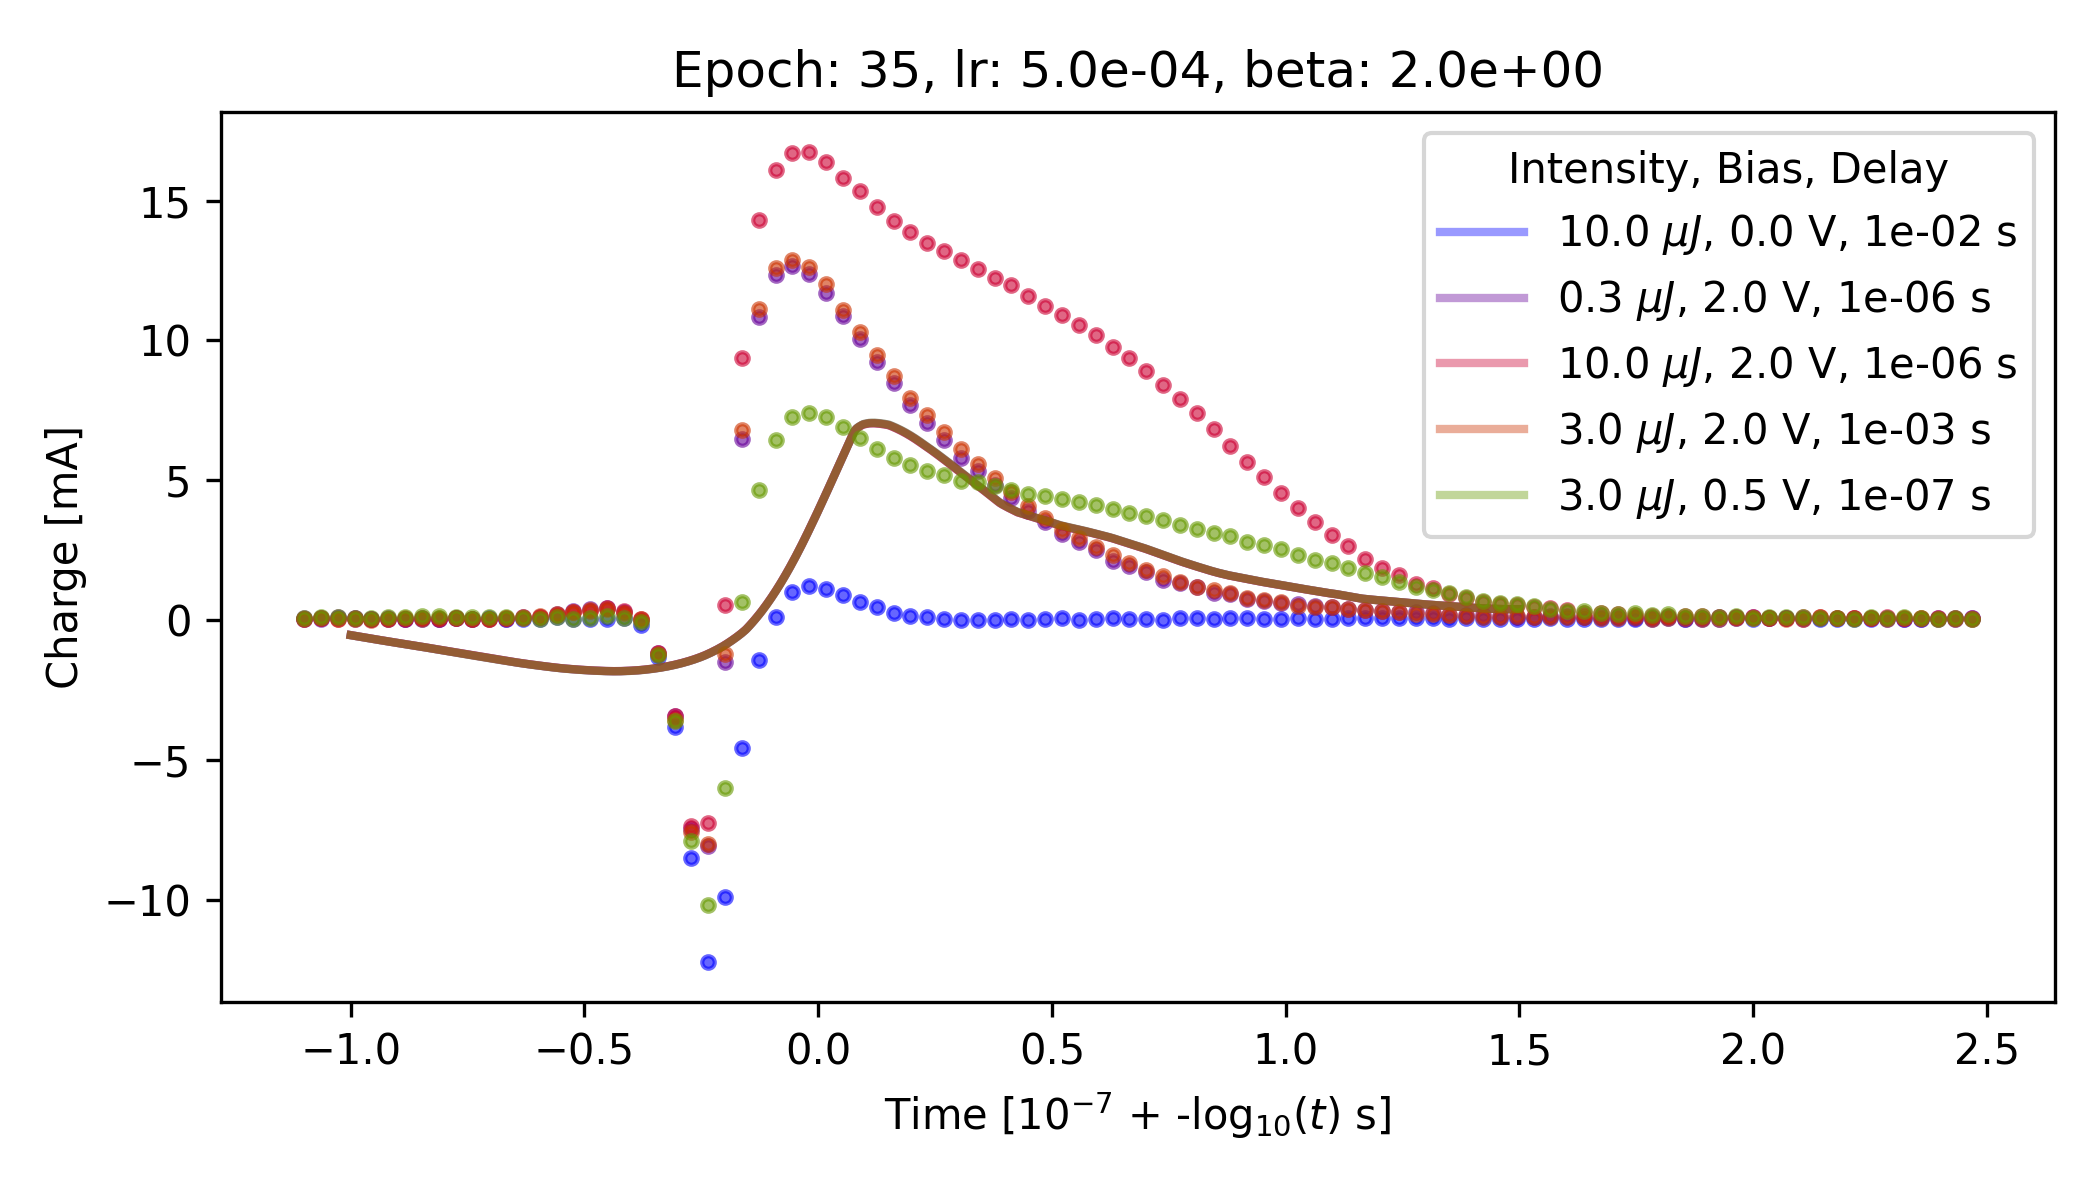 Epoch: 35, lr: 5.0e-04, beta: 2.0e+00
Intensity, Bias, Delay
10.0 μJ, 0.0 V, 1e-02 s
0.3 μJ, 2.0 V, 1e-06 s
10.0 μJ, 2.0 V, 1e-06 s
3.0 μJ, 2.0 V, 1e-03 s
3.0 μJ, 0.5 V, 1e-07 s
Charge [mA]
15
10
5
0
−5
−10
−1.0 −0.5 0.0 0.5 1.0 1.5 2.0 2.5
Time [10⁻⁷ + -log₁₀(t) s]